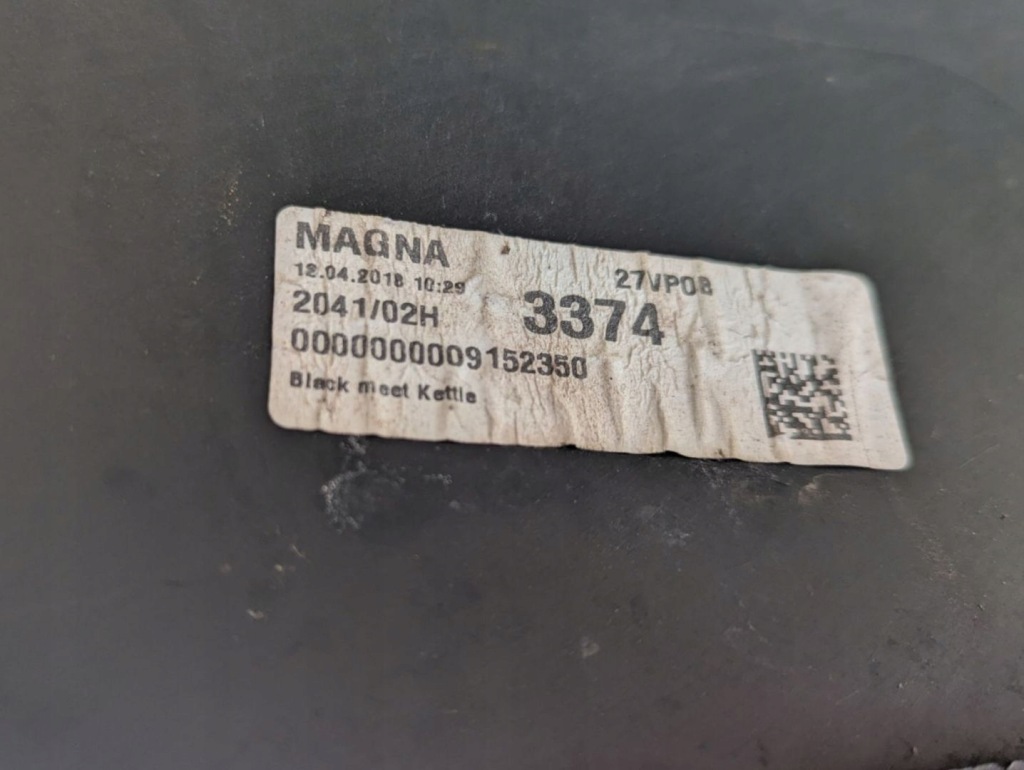 MAGNA
12.04.2018 10:29
27VP08
2041/02H
3374
0000000009152350
Black meet Kettle